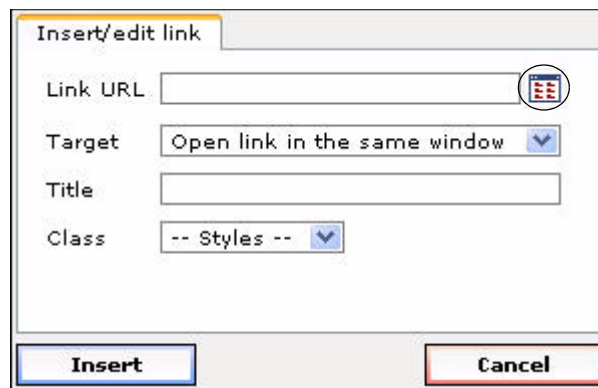 Insert/edit link
Link URL
Target Open link in the same window
Title
Class -- Styles --
Insert Cancel